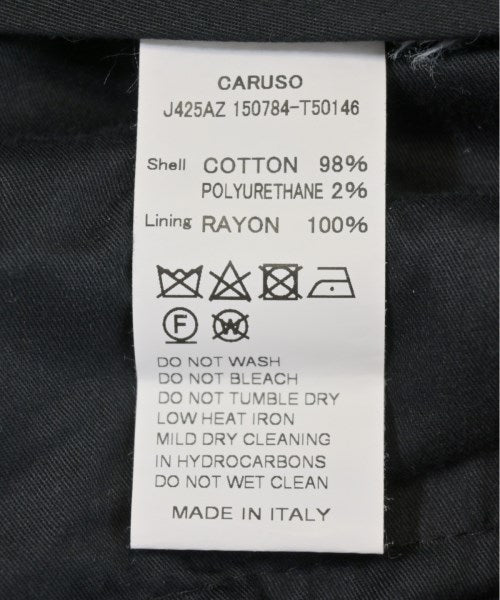 CARUSO
J425AZ 150784-T50146
Shell COTTON 98%
POLYURETHANE 2%
Lining RAYON 100%
F W
DO NOT WASH
DO NOT BLEACH
DO NOT TUMBLE DRY
LOW HEAT IRON
MILD DRY CLEANING
IN HYDROCARBONS
DO NOT WET CLEAN
MADE IN ITALY